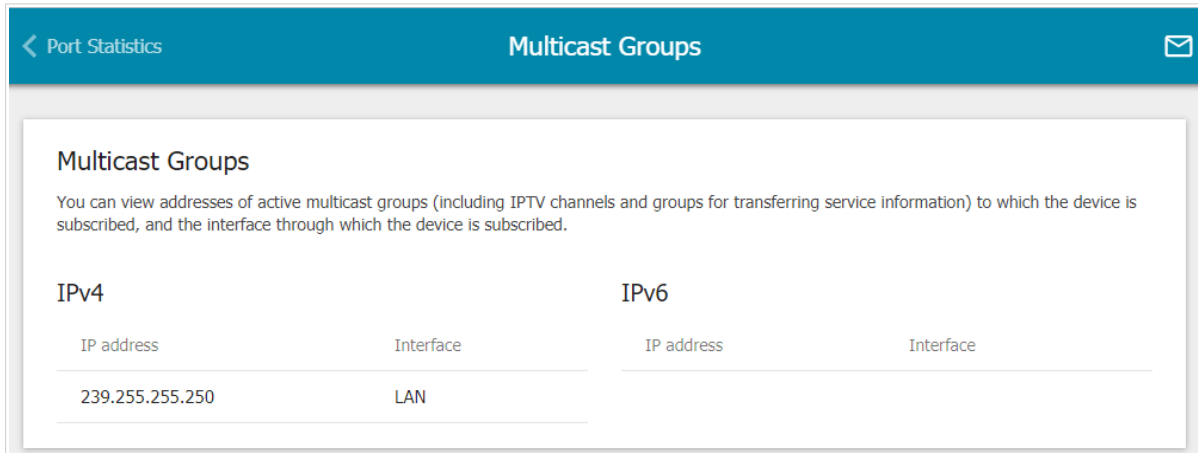 Port Statistics
Multicast Groups
Multicast Groups
You can view addresses of active multicast groups (including IPTV channels and groups for transferring service information) to which the device is
subscribed, and the interface through which the device is subscribed.
IPv4
IPv6
IP address
Interface
IP address
Interface
239.255.255.250
LAN